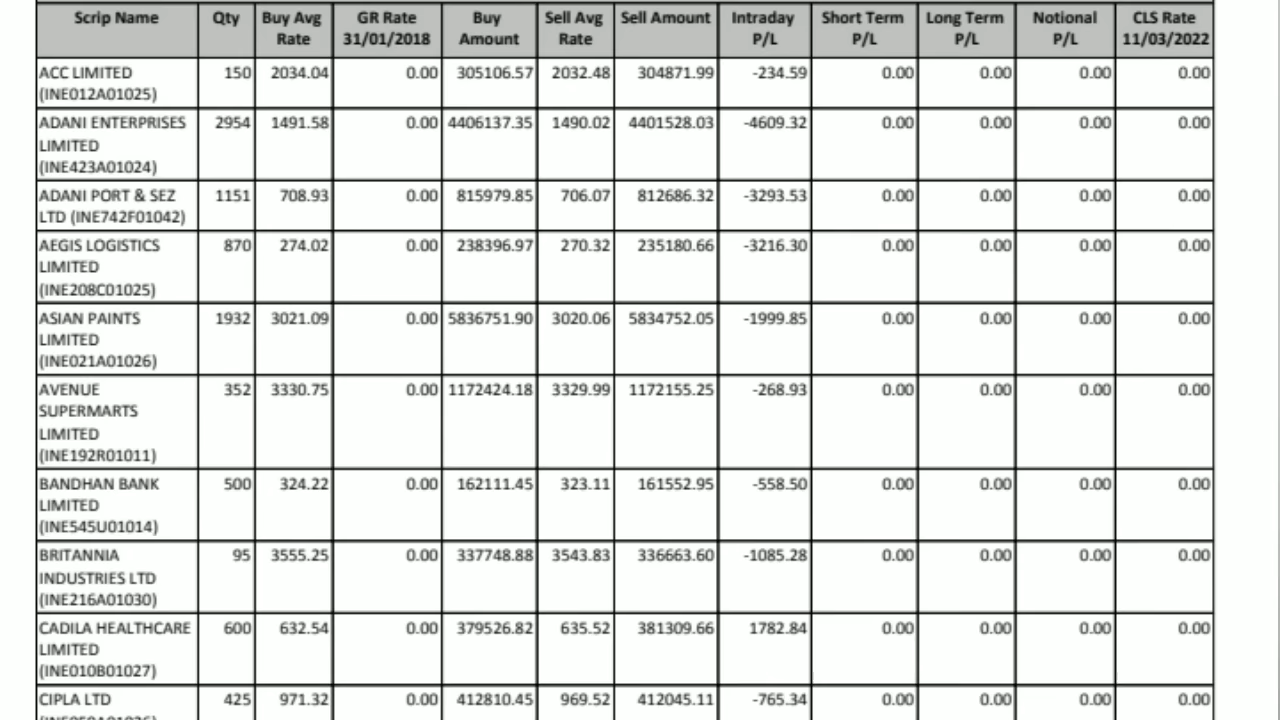 Scrip Name Qty Buy Avg Rate GR Rate 31/01/2018 Buy Amount Sell Avg Rate Sell Amount Intraday P/L Short Term P/L Long Term P/L Notional P/L CLS Rate 11/03/2022
ACC LIMITED 150 2034.04 0.00 305106.57 2032.48 304871.99 -234.59 0.00 0.00 0.00 0.00
(INE012A01025)
ADANI ENTERPRISES 2954 1491.58 0.00 4406137.35 1490.02 4401528.03 -4609.32 0.00 0.00 0.00 0.00
LIMITED
(INE423A01024)
ADANI PORT & SEZ 1151 708.93 0.00 815979.85 706.07 812686.32 -3293.53 0.00 0.00 0.00 0.00
LTD (INE742F01042)
AEGIS LOGISTICS 870 274.02 0.00 238396.97 270.32 235180.66 -3216.30 0.00 0.00 0.00 0.00
LIMITED
(INE208C01025)
ASIAN PAINTS 1932 3021.09 0.00 5836751.90 3020.06 5834752.05 -1999.85 0.00 0.00 0.00 0.00
LIMITED
(INE021A01026)
AVENUE 352 3330.75 0.00 1172424.18 3329.99 1172155.25 -268.93 0.00 0.00 0.00 0.00
SUPERMARTS
LIMITED
(INE192R01011)
BANDHAN BANK 500 324.22 0.00 162111.45 323.11 161552.95 -558.50 0.00 0.00 0.00 0.00
LIMITED
(INE545U01014)
BRITANNIA 95 3555.25 0.00 337748.88 3543.83 336663.60 -1085.28 0.00 0.00 0.00 0.00
INDUSTRIES LTD
(INE216A01030)
CADILA HEALTHCARE 600 632.54 0.00 379526.82 635.52 381309.66 1782.84 0.00 0.00 0.00 0.00
LIMITED
(INE010B01027)
CIPLA LTD 425 971.32 0.00 412810.45 969.52 412045.11 -765.34 0.00 0.00 0.00 0.00